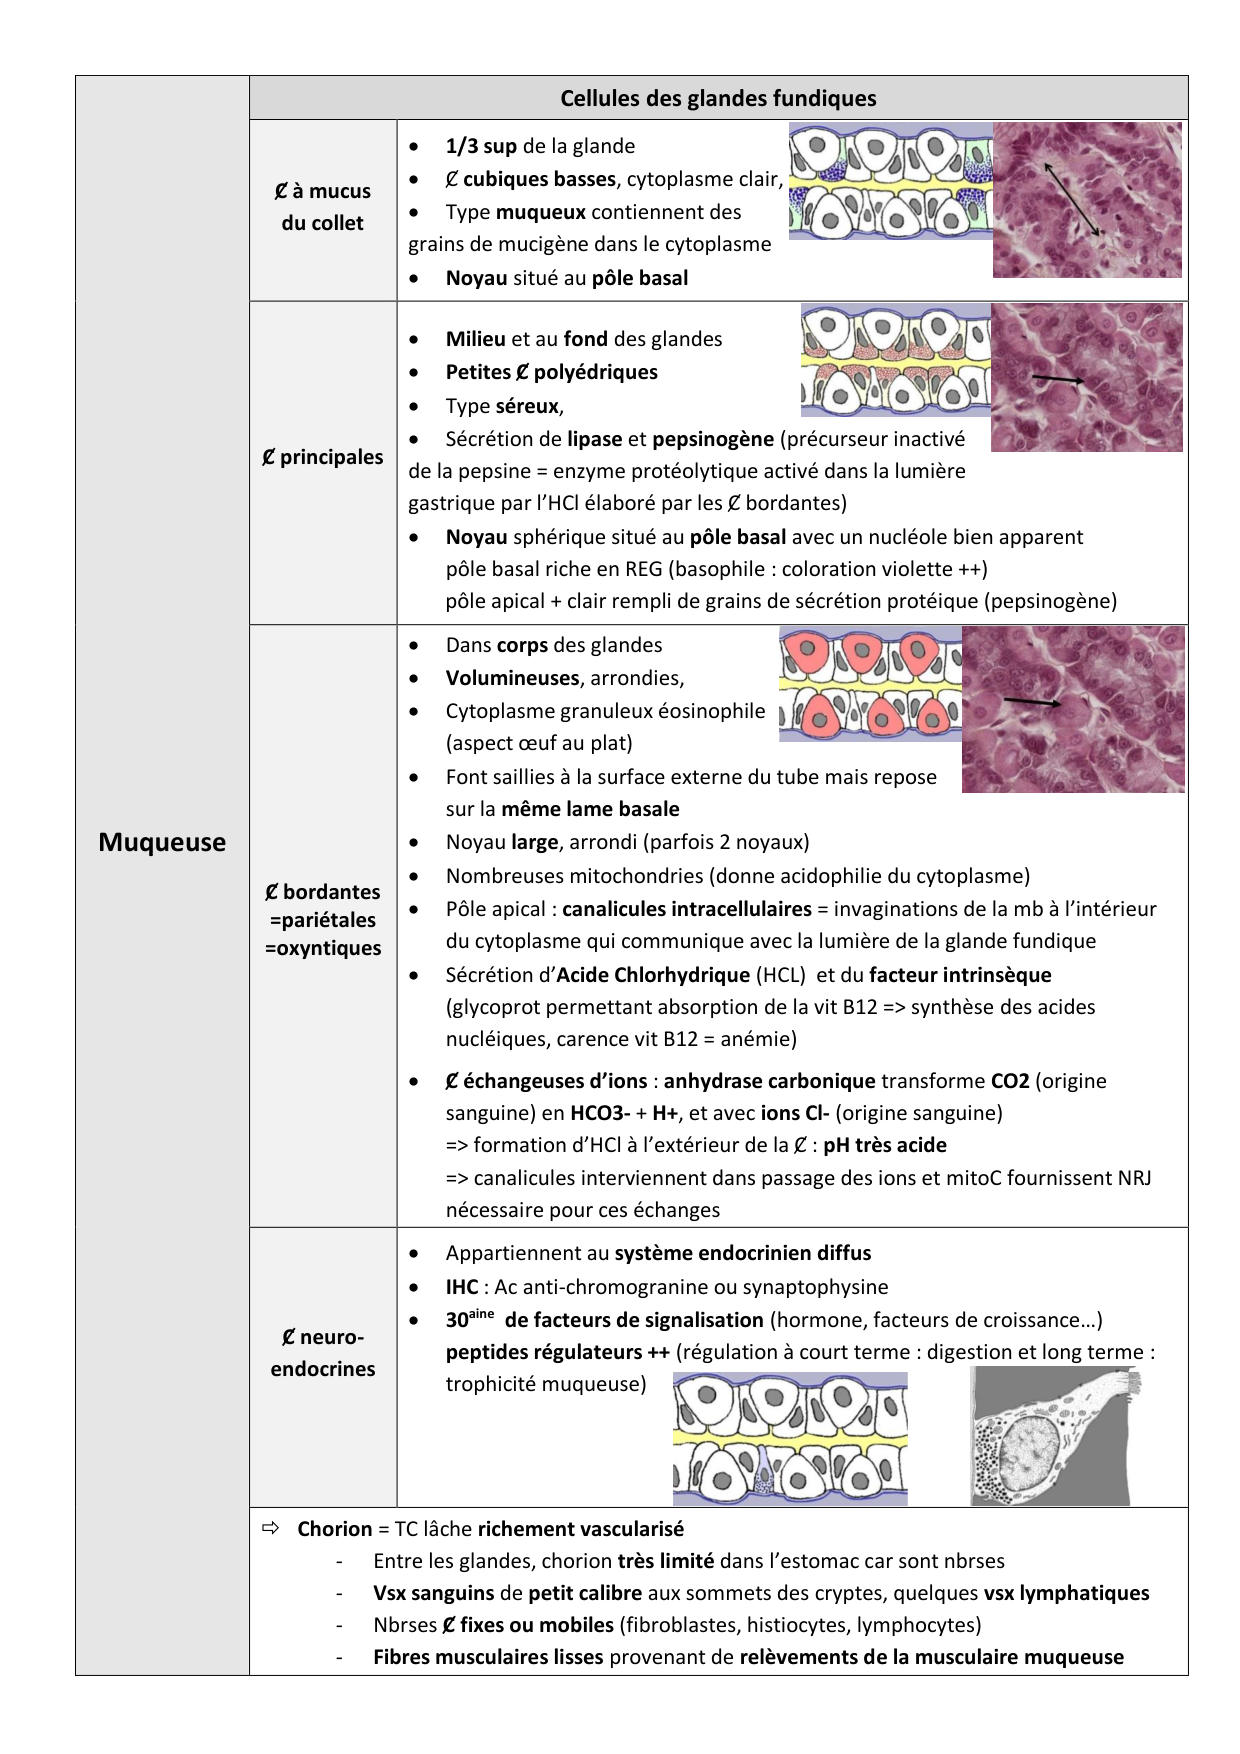 Cellules des glandes fundiques
Muqueuse
Ȼ à mucus
du collet
• 1/3 sup de la glande
• Ȼ cubiques basses, cytoplasme clair,
• Type muqueux contiennent des
grains de mucigène dans le cytoplasme
• Noyau situé au pôle basal
Ȼ principales
• Milieu et au fond des glandes
• Petites Ȼ polyédriques
• Type séreux,
• Sécrétion de lipase et pepsinogène (précurseur inactivé
de la pepsine = enzyme protéolytique activé dans la lumière
gastrique par l’HCl élaboré par les Ȼ bordantes)
• Noyau sphérique situé au pôle basal avec un nucléole bien apparent
pôle basal riche en REG (basophile : coloration violette ++)
pôle apical + clair rempli de grains de sécrétion protéique (pepsinogène)
Ȼ bordantes
=pariétales
=oxyntiques
• Dans corps des glandes
• Volumineuses, arrondies,
• Cytoplasme granuleux éosinophile
(aspect œuf au plat)
• Font saillies à la surface externe du tube mais repose
sur la même lame basale
• Noyau large, arrondi (parfois 2 noyaux)
• Nombreuses mitochondries (donne acidophilie du cytoplasme)
• Pôle apical : canalicules intracellulaires = invaginations de la mb à l’intérieur
du cytoplasme qui communique avec la lumière de la glande fundique
• Sécrétion d’Acide Chlorhydrique (HCL) et du facteur intrinsèque
(glycoprot permettant absorption de la vit B12 => synthèse des acides
nucléiques, carence vit B12 = anémie)
• Ȼ échangeuses d’ions : anhydrase carbonique transforme CO2 (origine
sanguine) en HCO3- + H+, et avec ions Cl- (origine sanguine)
=> formation d’HCl à l’extérieur de la Ȼ : pH très acide
=> canalicules interviennent dans passage des ions et mitoC fournissent NRJ
nécessaire pour ces échanges
Ȼ neuro-
endocrines
• Appartiennent au système endocrinien diffus
• IHC : Ac anti-chromogranine ou synaptophysine
• 30aine de facteurs de signalisation (hormone, facteurs de croissance…)
peptides régulateurs ++ (régulation à court terme : digestion et long terme :
trophicité muqueuse)
⇨ Chorion = TC lâche richement vascularisé
- Entre les glandes, chorion très limité dans l’estomac car sont nbrses
- Vsx sanguins de petit calibre aux sommets des cryptes, quelques vsx lymphatiques
- Nbrses Ȼ fixes ou mobiles (fibroblastes, histiocytes, lymphocytes)
- Fibres musculaires lisses provenant de relèvements de la musculaire muqueuse